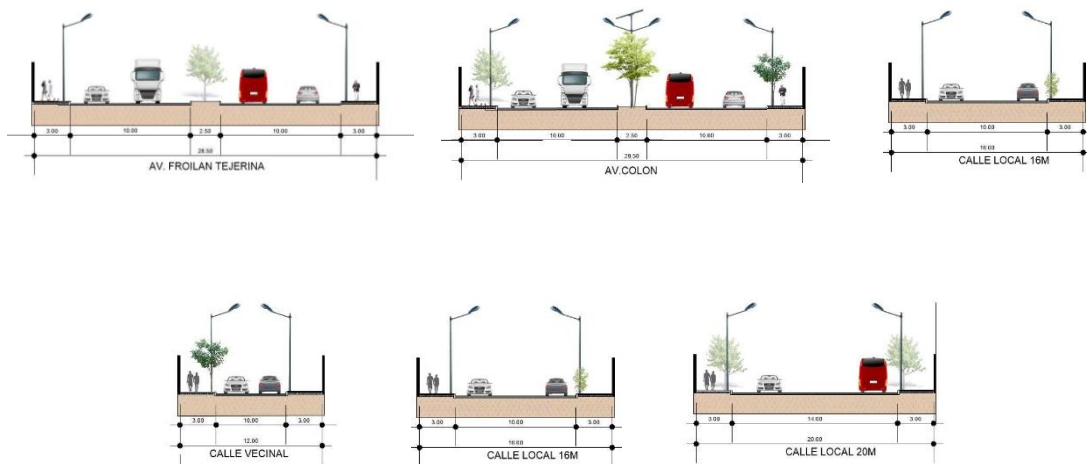 3.00 10.00 2.50 10.00 3.00
28.50
AV. FROILAN TEJERINA
3.00 10.00 2.50 10.00 3.00
28.50
AV.COLON
3.00 10.00 3.00
16.00
CALLE LOCAL 16M
3.00 10.00 3.00
12.00
CALLE VECINAL
3.00 10.00 3.00
16.00
CALLE LOCAL 16M
3.00 14.00 3.00
20.00
CALLE LOCAL 20M